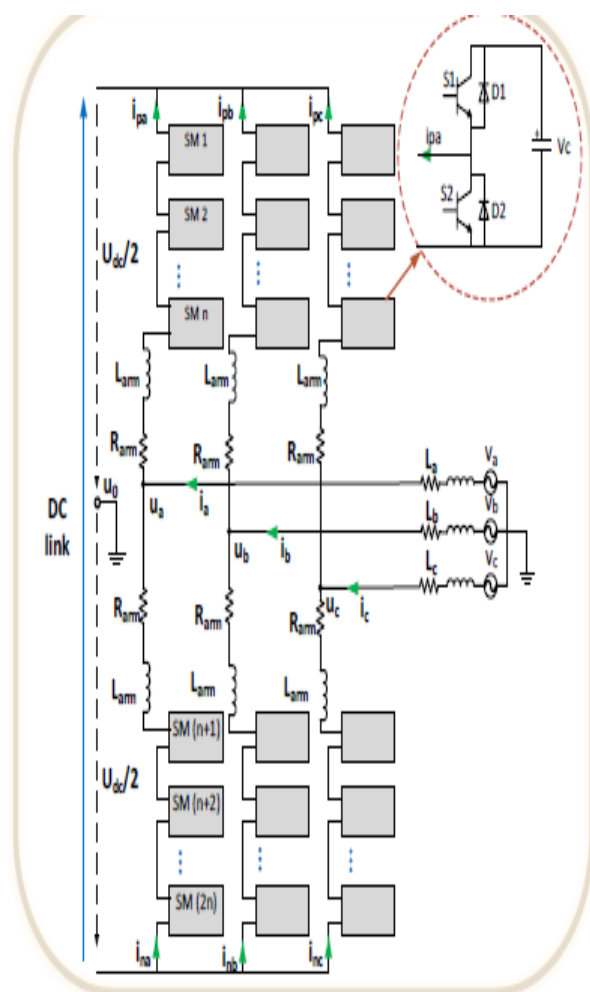 S1
D1
ipa
Vc
S2
D2
ipa
ipb
ipc
SM 1
SM 2
Udc/2
SM n
Larm
Larm
Larm
Rarm
Rarm
Rarm
La
Va
u0
ua
ia
DC
link
Lb
Vb
ub
ib
Lc
Vc
Rarm
Rarm
uc
Rarm
ic
Larm
Larm
Larm
SM (n+1)
Udc/2
SM (n+2)
SM (2n)
ina
inb
inc